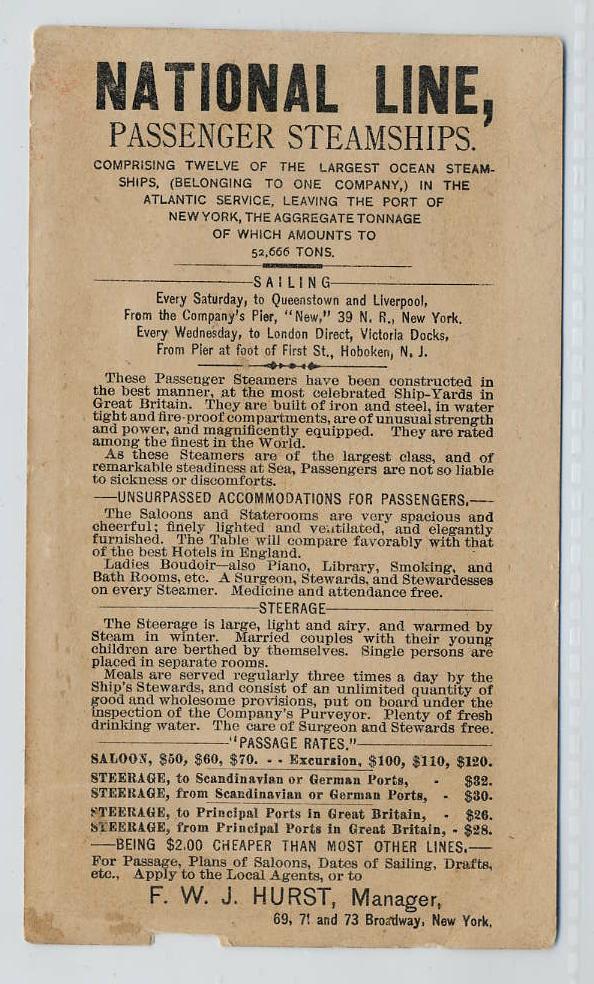 NATIONAL LINE,
PASSENGER STEAMSHIPS.
COMPRISING TWELVE OF THE LARGEST OCEAN STEAM-
SHIPS, (BELONGING TO ONE COMPANY,) IN THE
ATLANTIC SERVICE, LEAVING THE PORT OF
NEW YORK, THE AGGREGATE TONNAGE
OF WHICH AMOUNTS TO
52,666 TONS.
SAILING
Every Saturday, to Queenstown and Liverpool,
From the Company's Pier, "New," 39 N. R., New York.
Every Wednesday, to London Direct, Victoria Docks,
From Pier at foot of First St., Hoboken, N. J.
These Passenger Steamers have been constructed in
the best manner, at the most celebrated Ship-Yards in
Great Britain. They are built of iron and steel, in water
tight and fire-proof compartments, are of unusual strength
and power, and magnificently equipped. They are rated
among the finest in the World.
As these Steamers are of the largest class, and of
remarkable steadiness at Sea, Passengers are not so liable
to sickness or discomforts.
—UNSURPASSED ACCOMMODATIONS FOR PASSENGERS.—
The Saloons and Staterooms are very spacious and
cheerful; finely lighted and ventilated, and elegantly
furnished. The Table will compare favorably with that
of the best Hotels in England.
Ladies Boudoir—also Piano, Library, Smoking, and
Bath Rooms, etc. A Surgeon, Stewards, and Stewardesses
on every Steamer. Medicine and attendance free.
STEERAGE
The Steerage is large, light and airy, and warmed by
Steam in winter. Married couples with their young
children are berthed by themselves. Single persons are
placed in separate rooms.
Meals are served regularly three times a day by the
Ship's Stewards, and consist of an unlimited quantity of
good and wholesome provisions, put on board under the
inspection of the Company's Purveyor. Plenty of fresh
drinking water. The care of Surgeon and Stewards free.
"PASSAGE RATES."
SALOON, $50, $60, $70. - - Excursion, $100, $110, $120.
STEERAGE, to Scandinavian or German Ports, - $32.
STEERAGE, from Scandinavian or German Ports, - $30.
STEERAGE, to Principal Ports in Great Britain, - $26.
STEERAGE, from Principal Ports in Great Britain, - $28.
—BEING $2.00 CHEAPER THAN MOST OTHER LINES.—
For Passage, Plans of Saloons, Dates of Sailing, Drafts,
etc., Apply to the Local Agents, or to
F. W. J. HURST, Manager,
69, 71 and 73 Broadway, New York.